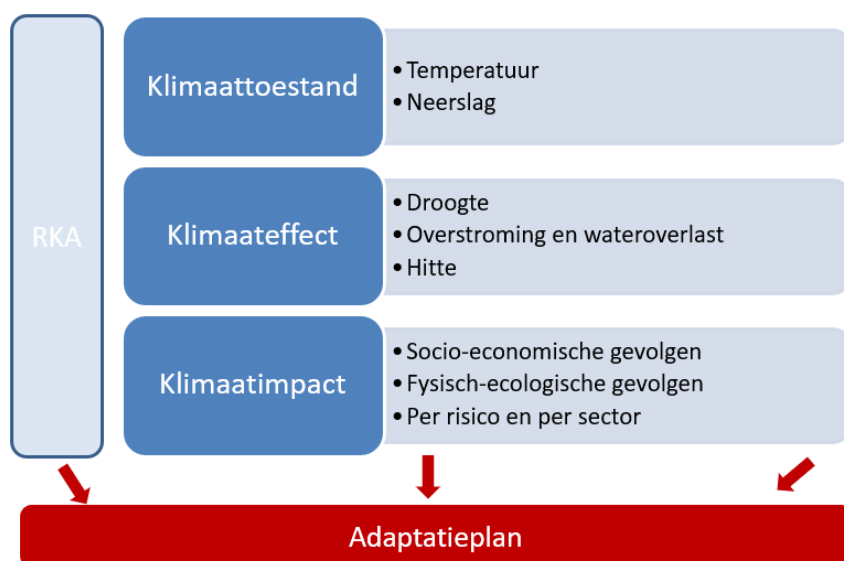 RKA
Klimaattoestand
• Temperatuur
• Neerslag
Klimaateffect
• Droogte
• Overstroming en wateroverlast
• Hitte
Klimaatimpact
• Socio-economische gevolgen
• Fysisch-ecologische gevolgen
• Per risico en per sector
Adaptatieplan